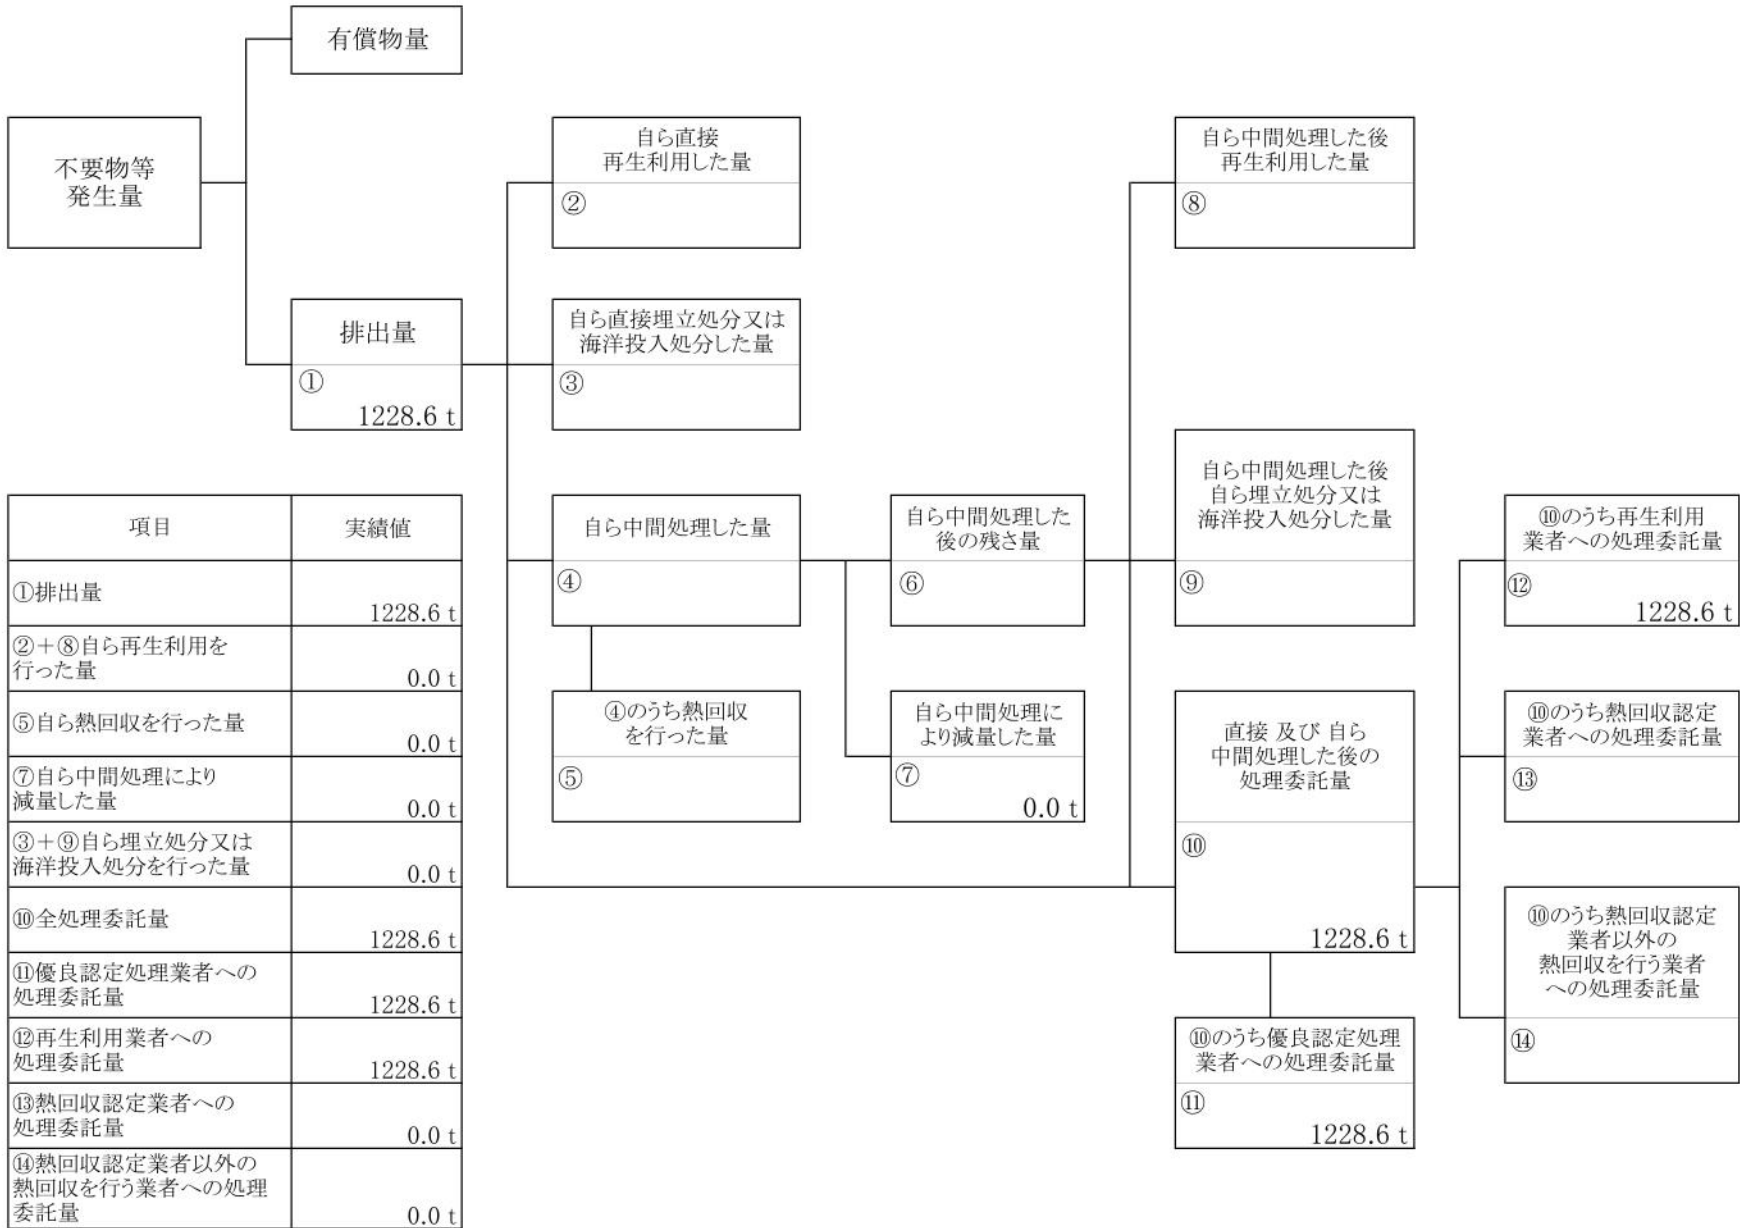 有償物量
不要物等
発生量
自ら直接
再生利用した量
②
自ら中間処理した後
再生利用した量
⑧
排出量
①
1228.6 t
自ら直接埋立処分又は
海洋投入処分した量
③
自ら中間処理した量
④
自ら中間処理した
後の残さ量
⑥
自ら中間処理した後
自ら埋立処分又は
海洋投入処分した量
⑨
⑩のうち再生利用
業者への処理委託量
⑫
1228.6 t
④のうち熱回収
を行った量
⑤
自ら中間処理に
より減量した量
⑦
0.0 t
直接 及び 自ら
中間処理した後の
処理委託量
⑩
1228.6 t
⑩のうち熱回収認定
業者への処理委託量
⑬
⑩のうち熱回収認定
業者以外の
熱回収を行う業者
への処理委託量
⑭
⑩のうち優良認定処理
業者への処理委託量
⑪
1228.6 t
項目 実績値
①排出量
1228.6 t
②+⑧自ら再生利用を
行った量
0.0 t
⑤自ら熱回収を行った量
0.0 t
⑦自ら中間処理により
減量した量
0.0 t
③+⑨自ら埋立処分又は
海洋投入処分を行った量
0.0 t
⑩全処理委託量
1228.6 t
⑪優良認定処理業者への
処理委託量
1228.6 t
⑫再生利用業者への
処理委託量
1228.6 t
⑬熱回収認定業者への
処理委託量
0.0 t
⑭熱回収認定業者以外の
熱回収を行う業者への処理
委託量
0.0 t